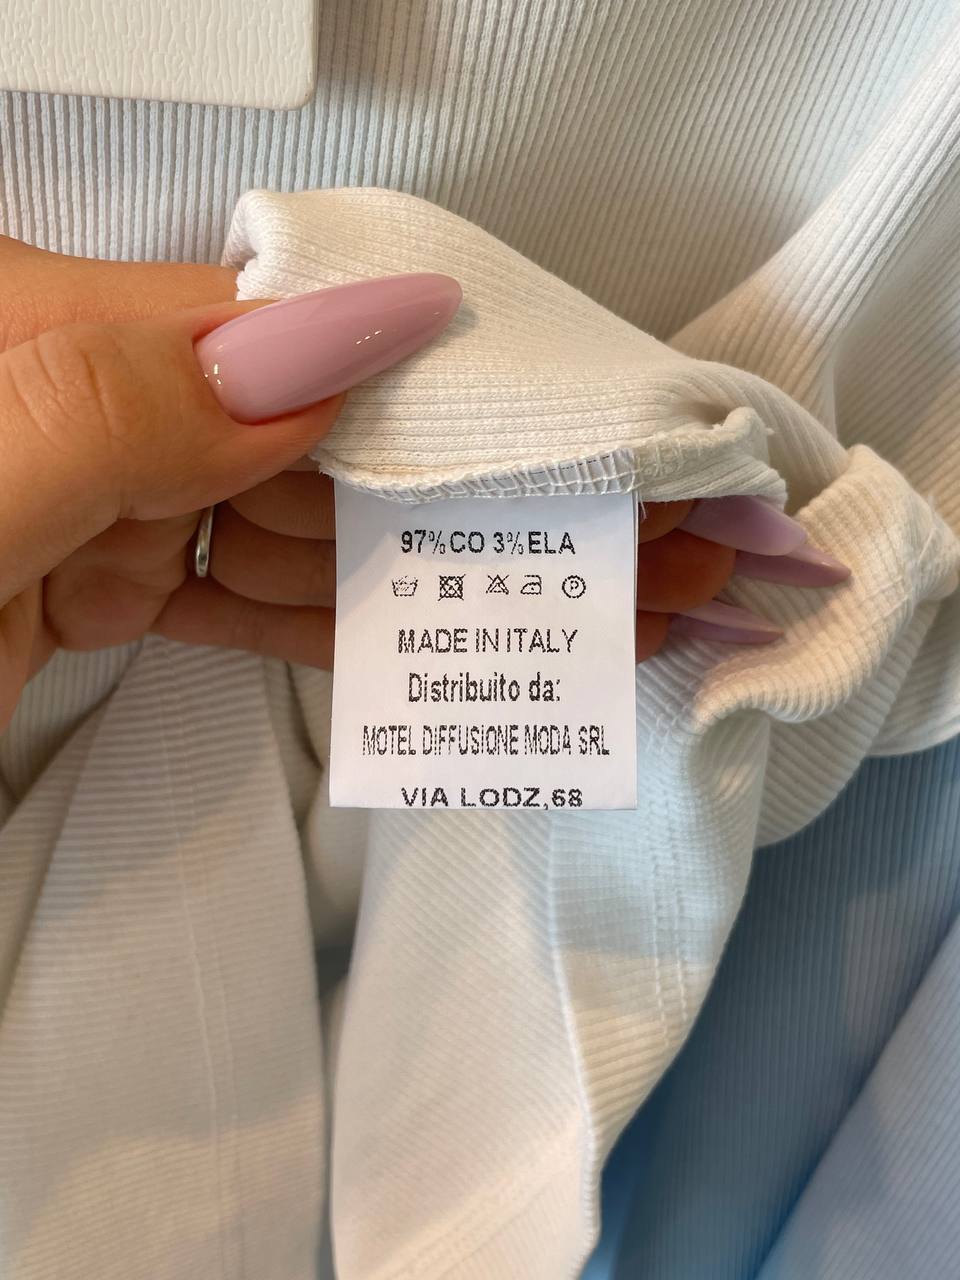 97%CO 3%ELA
MADE IN ITALY
Distribuito da:
MOTEL DIFFUSIONE MODA SRL
VIA LODZ,68